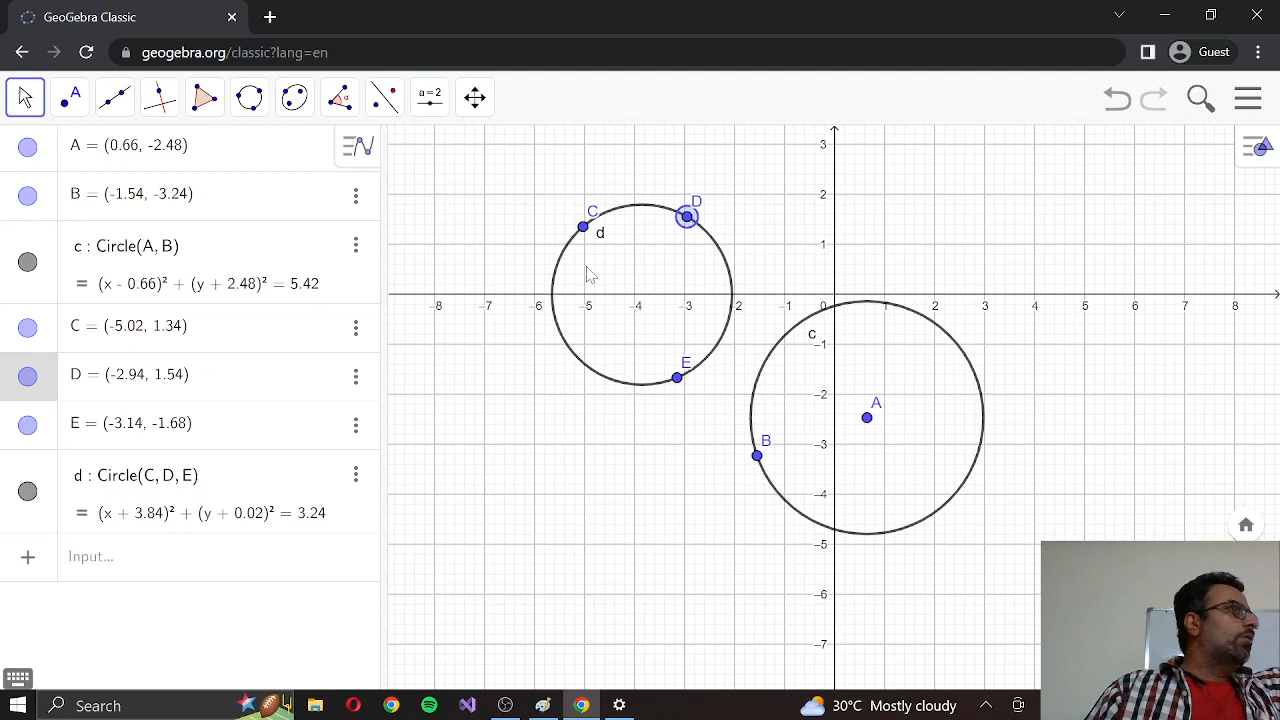 GeoGebra Classic
geogebra.org/classic?lang=en
Guest
A
α
a=2
A = (0.66, -2.48)
B = (-1.54, -3.24)
c : Circle(A, B)
= (x - 0.66)² + (y + 2.48)² = 5.42
C = (-5.02, 1.34)
D = (-2.94, 1.54)
E = (-3.14, -1.68)
d : Circle(C, D, E)
= (x + 3.84)² + (y + 0.02)² = 3.24
Input...
3
2
1
C
D
d
-8 -7 -6 -5 -4 -3 -2 -1 0 1 2 3 4 5 6 7 8
c
-1
E
-2
A
-3
B
-4
-5
-6
-7
Search
30°C Mostly cloudy